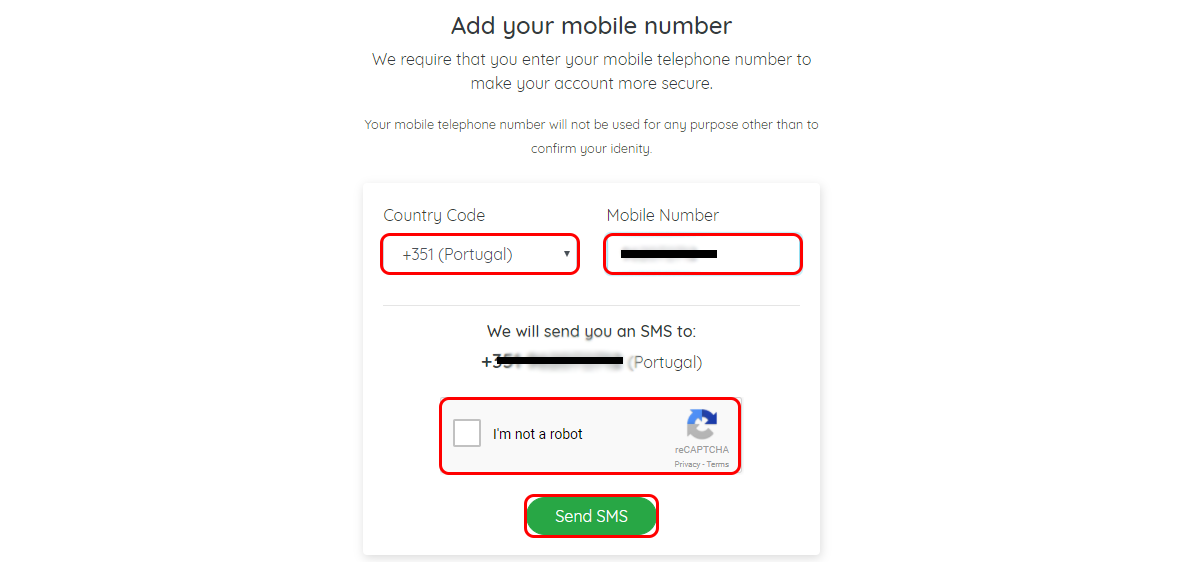 Add your mobile number
We require that you enter your mobile telephone number to
make your account more secure.
Your mobile telephone number will not be used for any purpose other than to
confirm your idenity.
Country Code
Mobile Number
+351 (Portugal)
We will send you an SMS to:
+351 (Portugal)
I'm not a robot
reCAPTCHA
Privacy - Terms
Send SMS